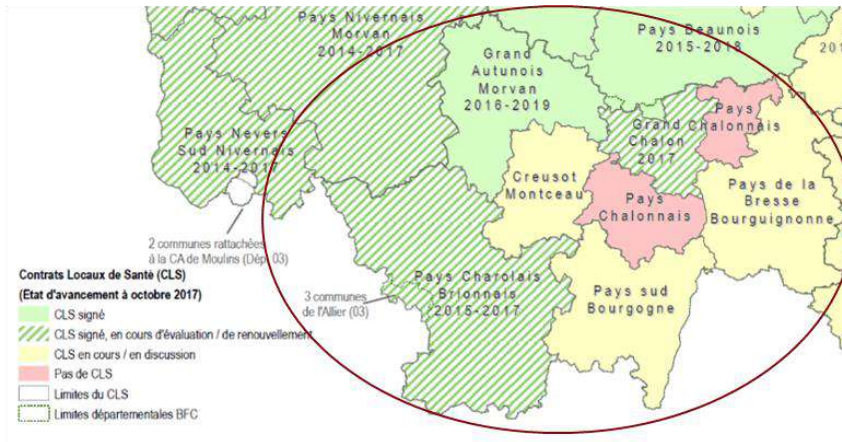 Pays Nivernais
Morvan
2014-2017
Pays Beaunois
2015-2018
Grand
Autunois
Morvan
2016-2019
Pays
Chalonnais
Grand
Chalon
2017
Pays Nevers
Sud Nivernais
2014-2017
Creusot
Montceau
Pays
Chalonnais
Pays de la
Bresse
Bourguignonne
2 communes rattachées
à la CA de Moulins (Dép. 03)
Pays Charolais
Brionnais
2015-2017
3 communes
de l'Allier (03)
Pays sud
Bourgogne
Contrats Locaux de Santé (CLS)
(Etat d'avancement à octobre 2017)
CLS signé
CLS signé, en cours d'évaluation / de renouvellement
CLS en cours / en discussion
Pas de CLS
Limites du CLS
Limites départementales BFC